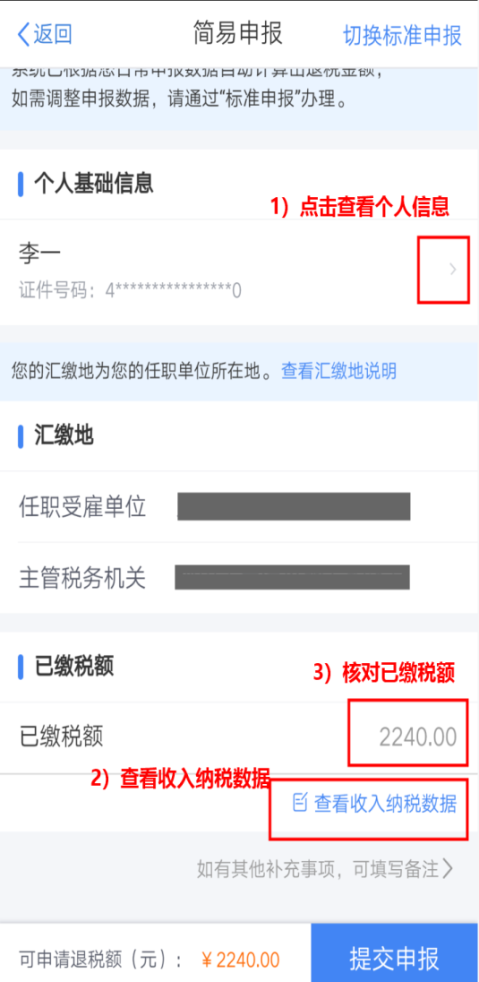 返回
简易申报
切换标准申报
系统已根据您日常申报数据自动计算出退税金额，
如需调整申报数据，请通过“标准申报”办理。
个人基础信息
1）点击查看个人信息
李一
证件号码：4****************0
您的汇缴地为您的任职单位所在地。查看汇缴地说明
汇缴地
任职受雇单位
主管税务机关
已缴税额
3）核对已缴税额
已缴税额
2240.00
2）查看收入纳税数据
查看收入纳税数据
如有其他补充事项，可填写备注
可申请退税额（元）：
￥2240.00
提交申报